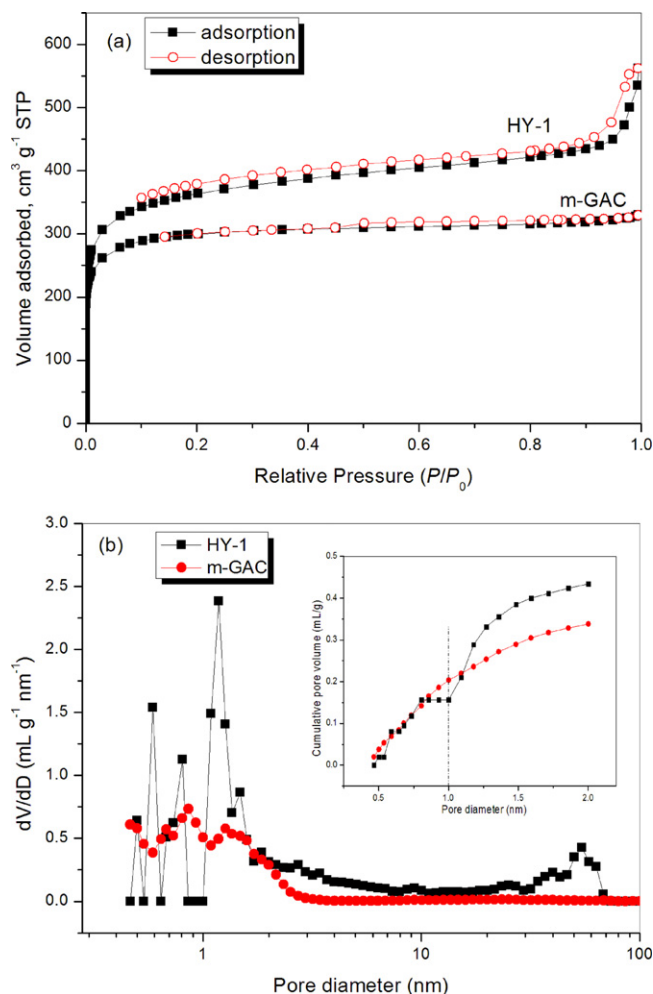 (a)
adsorption
desorption
600
500
400
300
200
100
0
HY-1
m-GAC
Volume adsorbed, cm³ g⁻¹ STP
0.0 0.2 0.4 0.6 0.8 1.0
Relative Pressure (P/P₀)
(b)
HY-1
m-GAC
3.0
2.5
2.0
1.5
1.0
0.5
0.0
dV/dD (mL g⁻¹ nm⁻¹)
0.5
0.4
0.3
0.2
0.1
0.0
Cumulative pore volume (mL/g)
0.5 1.0 1.5 2.0
Pore diameter (nm)
1 10 100
Pore diameter (nm)